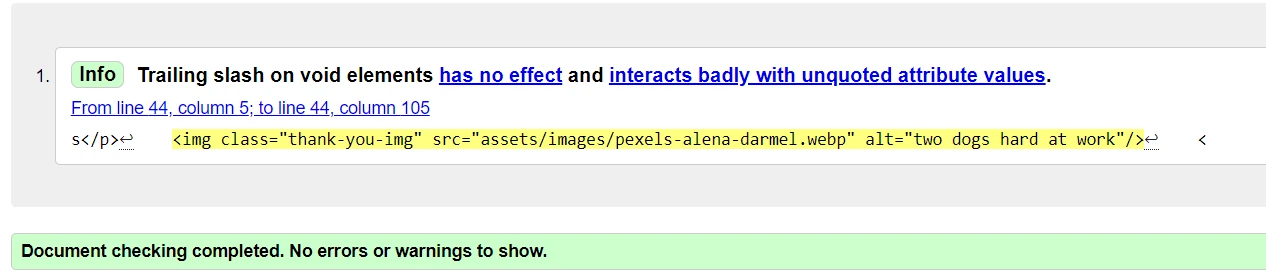 1. Info Trailing slash on void elements has no effect and interacts badly with unquoted attribute values.
From line 44, column 5; to line 44, column 105
s</p>↩    <img class="thank-you-img" src="assets/images/pexels-alena-darmel.webp" alt="two dogs hard at work"/>↩    <
Document checking completed. No errors or warnings to show.